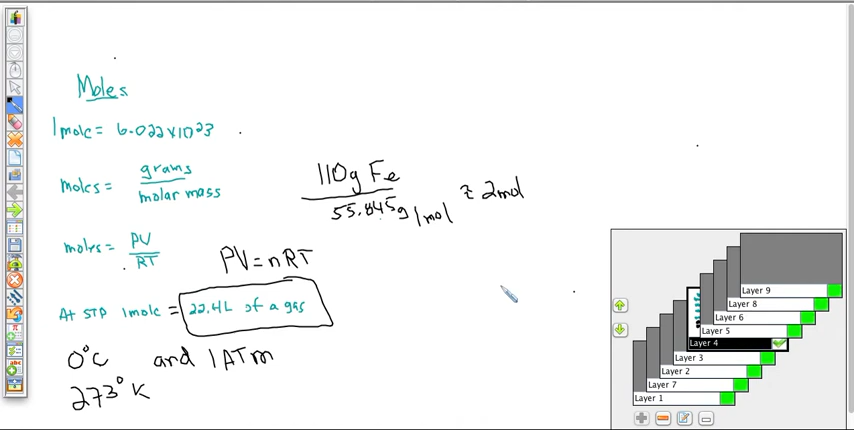 Moles
1 mole = 6.022x1023
moles = grams / molar mass
110g Fe / 55.845g/mol ≈ 2mol
moles = PV / RT
PV = nRT
At STP 1mole = 22.4L of a gas
0°C and 1ATm
273°K
Layer 9
Layer 8
Layer 6
Layer 5
Layer 4
Layer 3
Layer 2
Layer 7
Layer 1